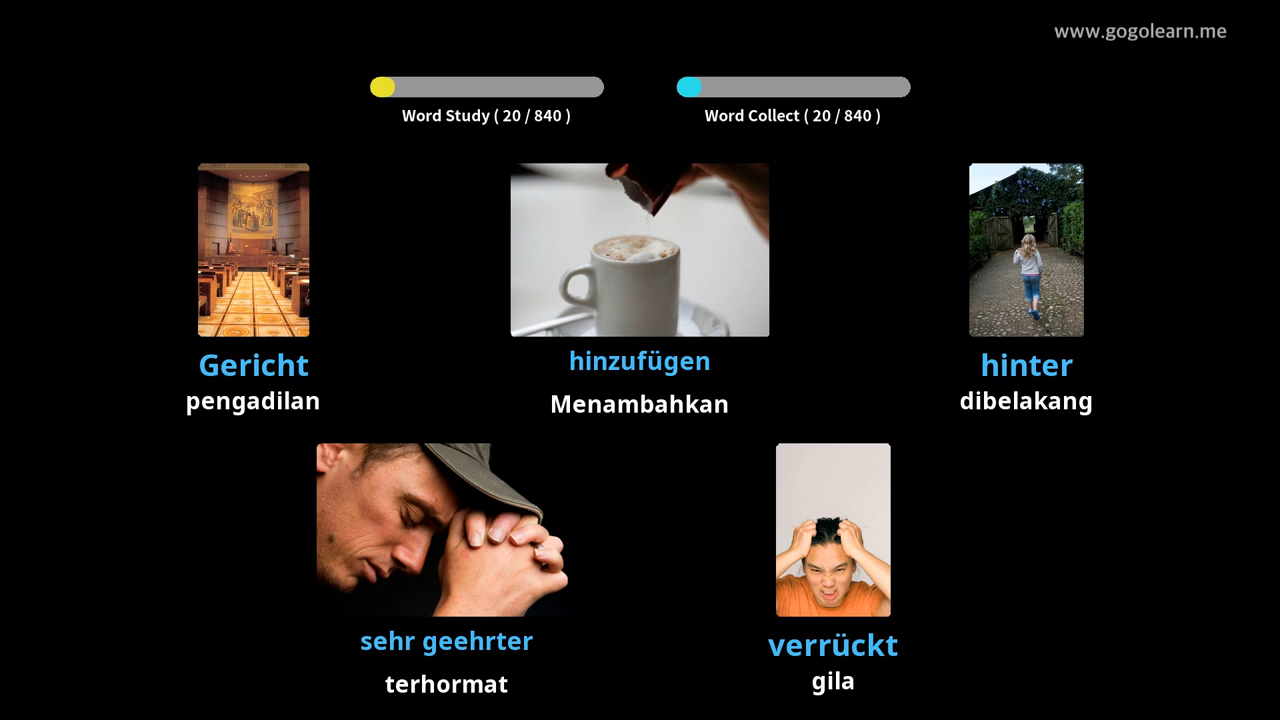 www.gogolearn.me
Word Study ( 20 / 840 )
Word Collect ( 20 / 840 )
Gericht
pengadilan
hinzufügen
Menambahkan
hinter
dibelakang
sehr geehrter
terhormat
verrückt
gila